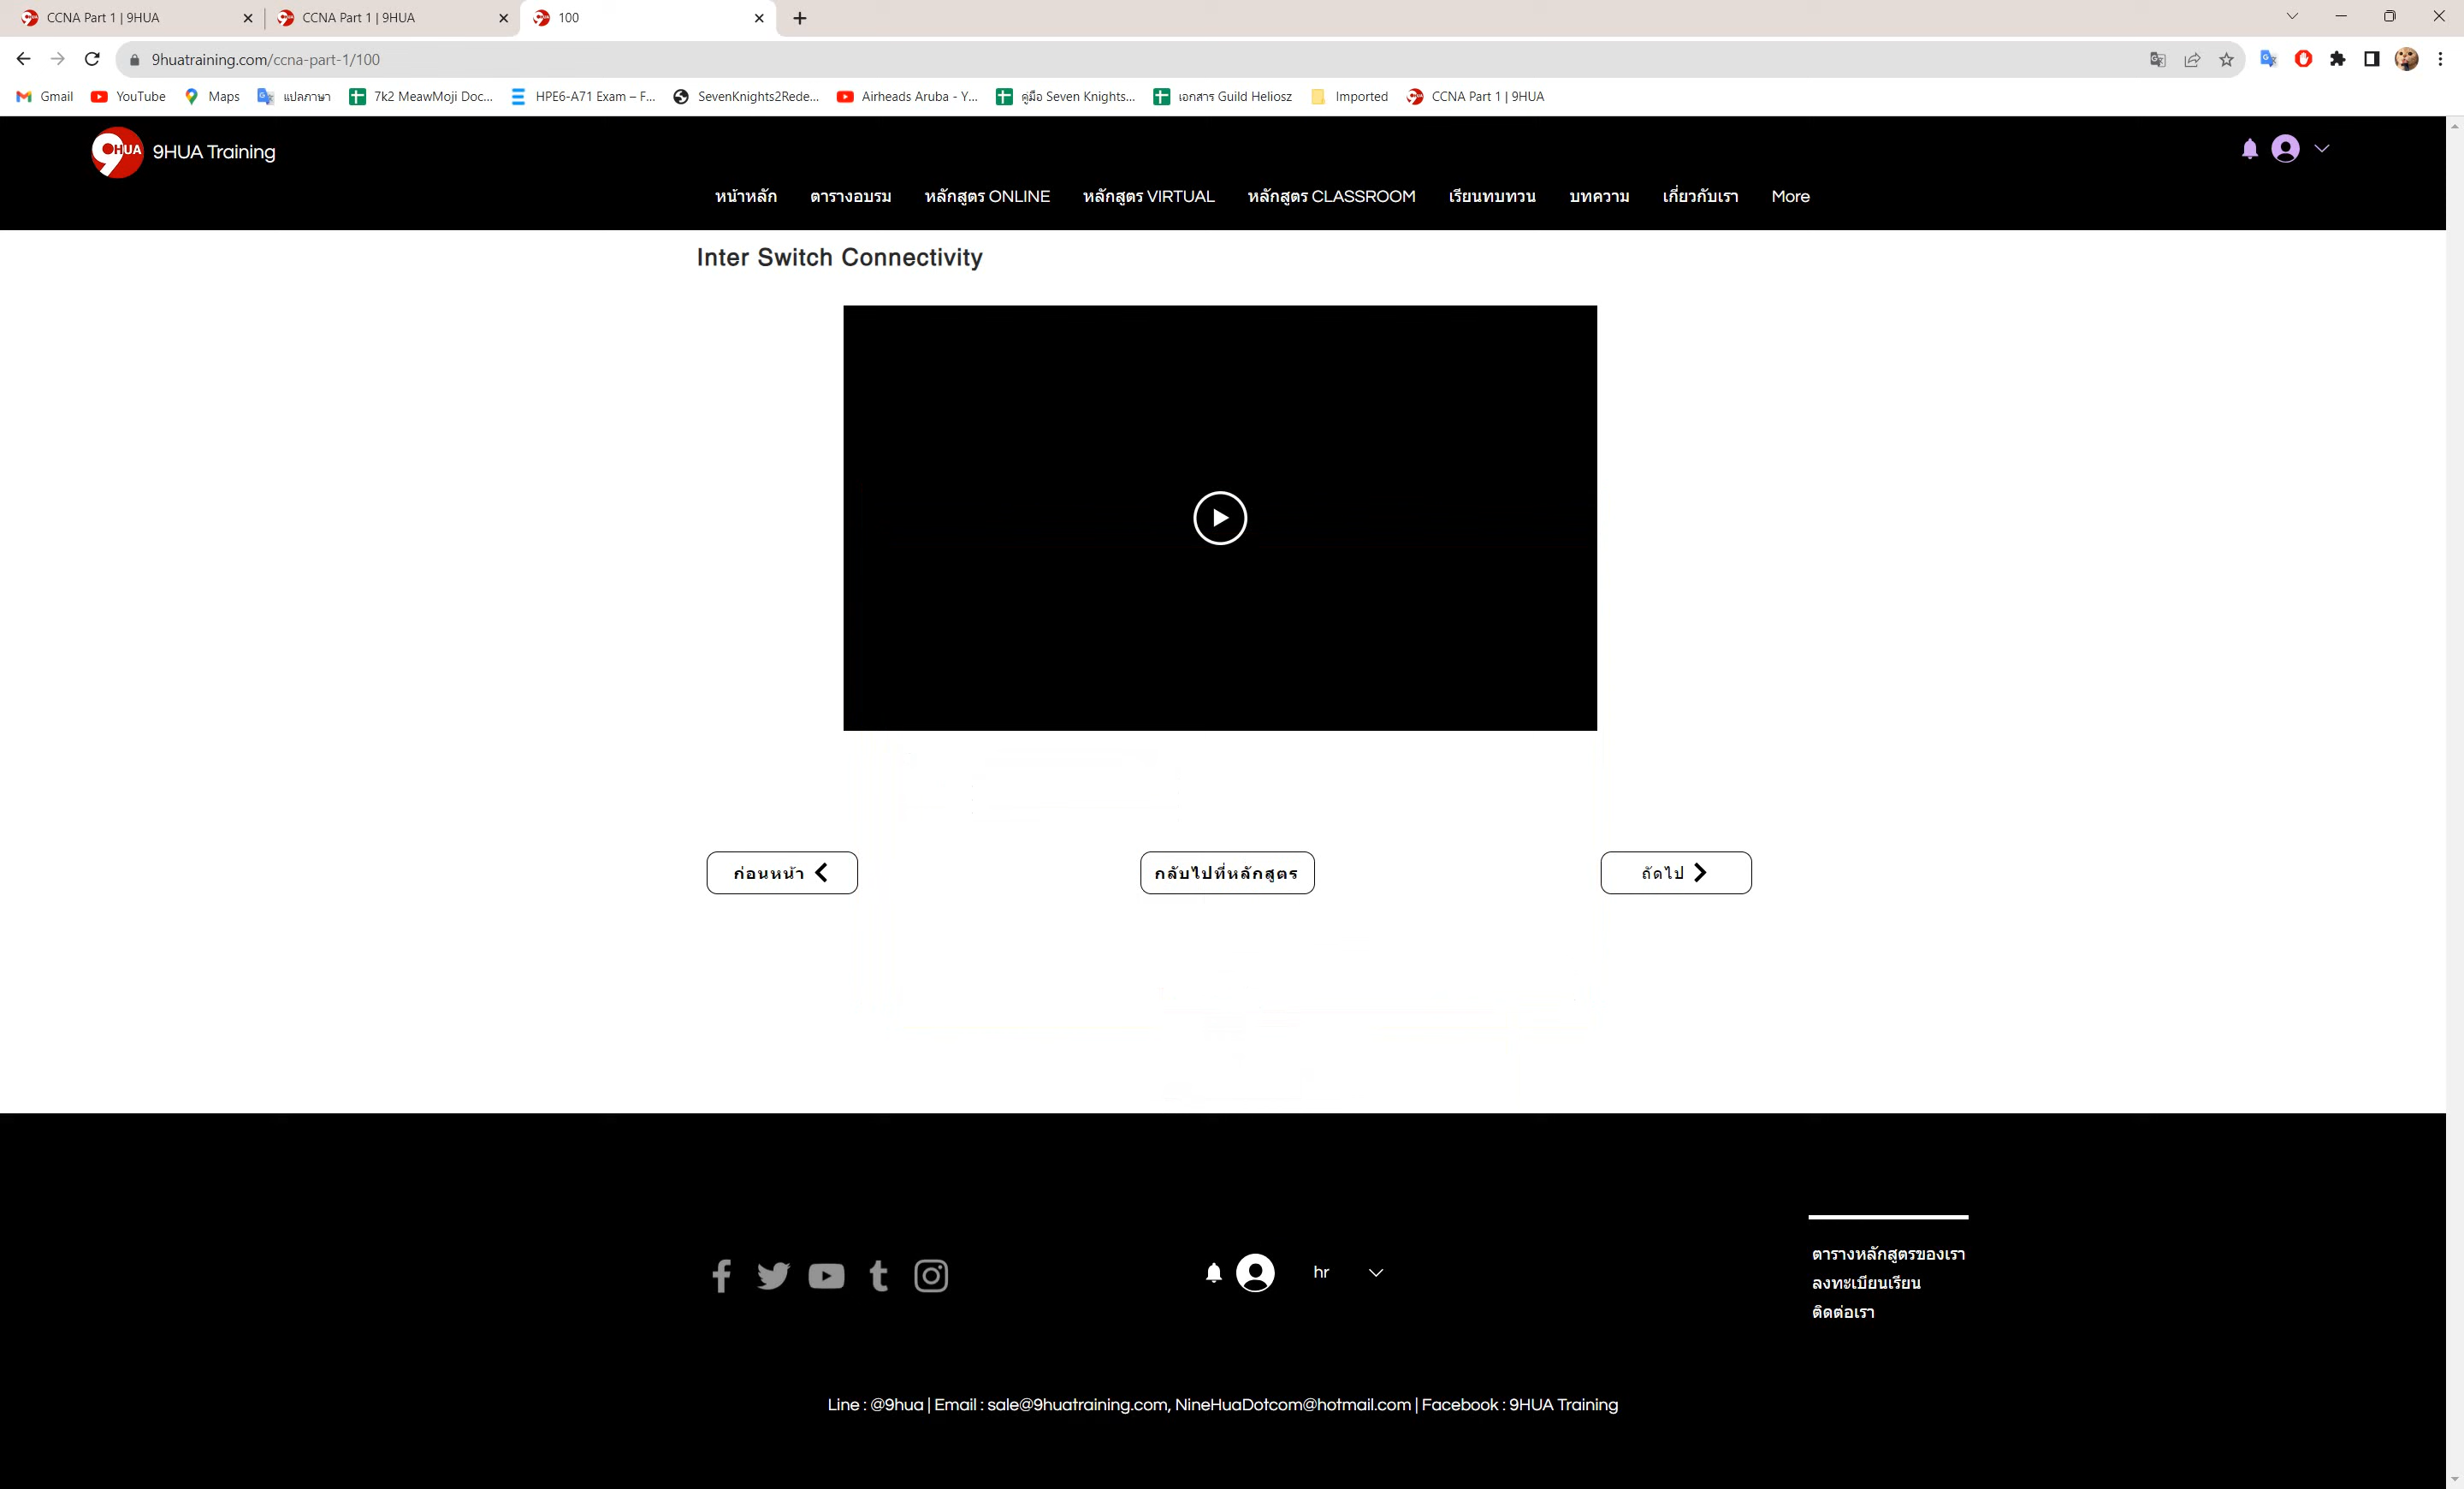 CCNA Part 1 | 9HUA
CCNA Part 1 | 9HUA
100
9huatraining.com/ccna-part-1/100
Gmail
YouTube
Maps
แปลภาษา
7k2 MeawMoji Doc...
HPE6-A71 Exam – F...
SevenKnights2Rede...
Airheads Aruba - Y...
คู่มือ Seven Knights...
เอกสาร Guild Heliosz
Imported
CCNA Part 1 | 9HUA
9HUA
9HUA Training
หน้าหลัก
ตารางอบรม
หลักสูตร ONLINE
หลักสูตร VIRTUAL
หลักสูตร CLASSROOM
เรียนทบทวน
บทความ
เกี่ยวกับเรา
More
Inter Switch Connectivity
ก่อนหน้า
กลับไปที่หลักสูตร
ถัดไป
hr
ตารางหลักสูตรของเรา
ลงทะเบียนเรียน
ติดต่อเรา
Line : @9hua | Email : sale@9huatraining.com, NineHuaDotcom@hotmail.com | Facebook : 9HUA Training